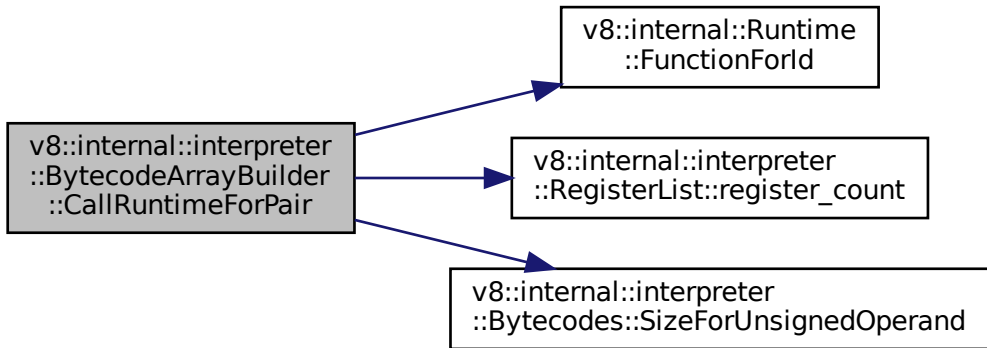 v8::internal::interpreter
::BytecodeArrayBuilder
::CallRuntimeForPair
v8::internal::Runtime
::FunctionForId
v8::internal::interpreter
::RegisterList::register_count
v8::internal::interpreter
::Bytecodes::SizeForUnsignedOperand